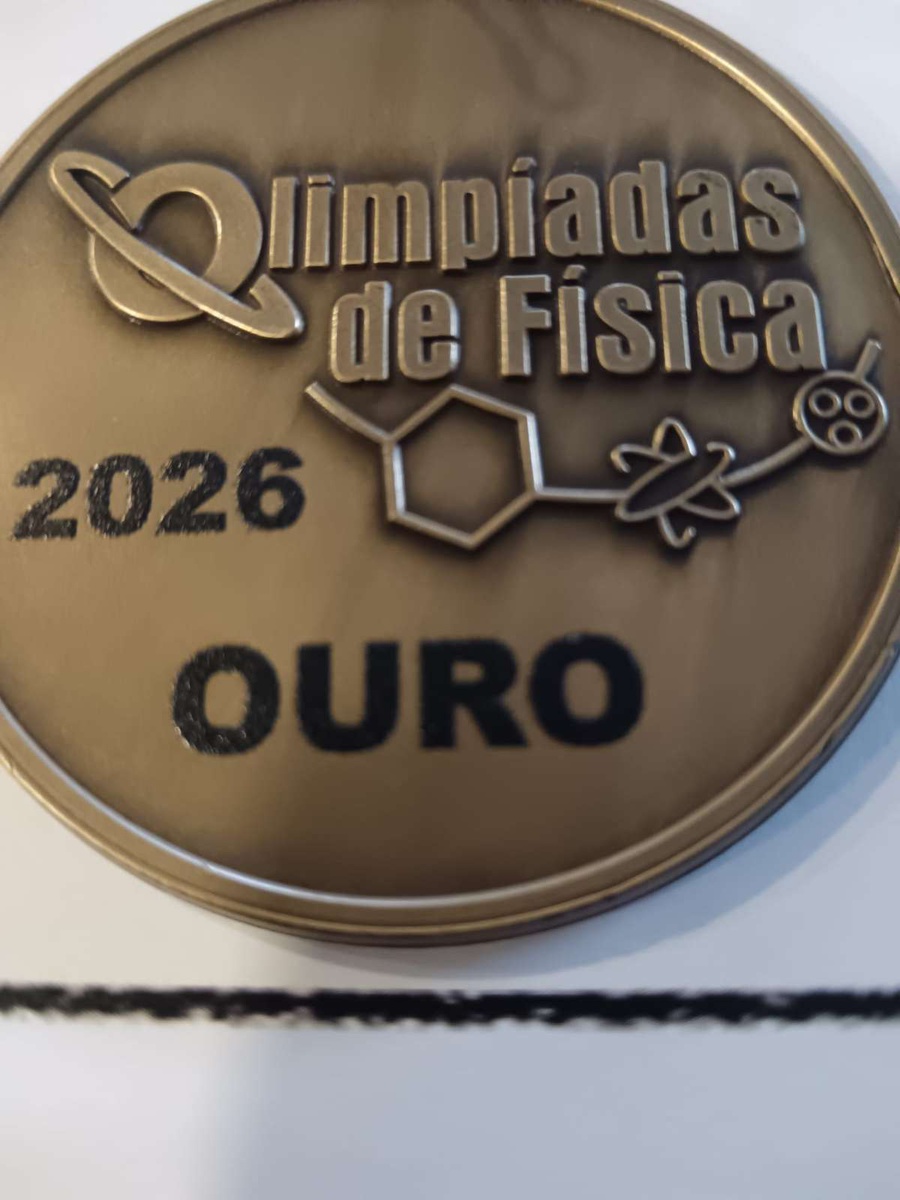 Olimpíadas
de Física
2026
OURO